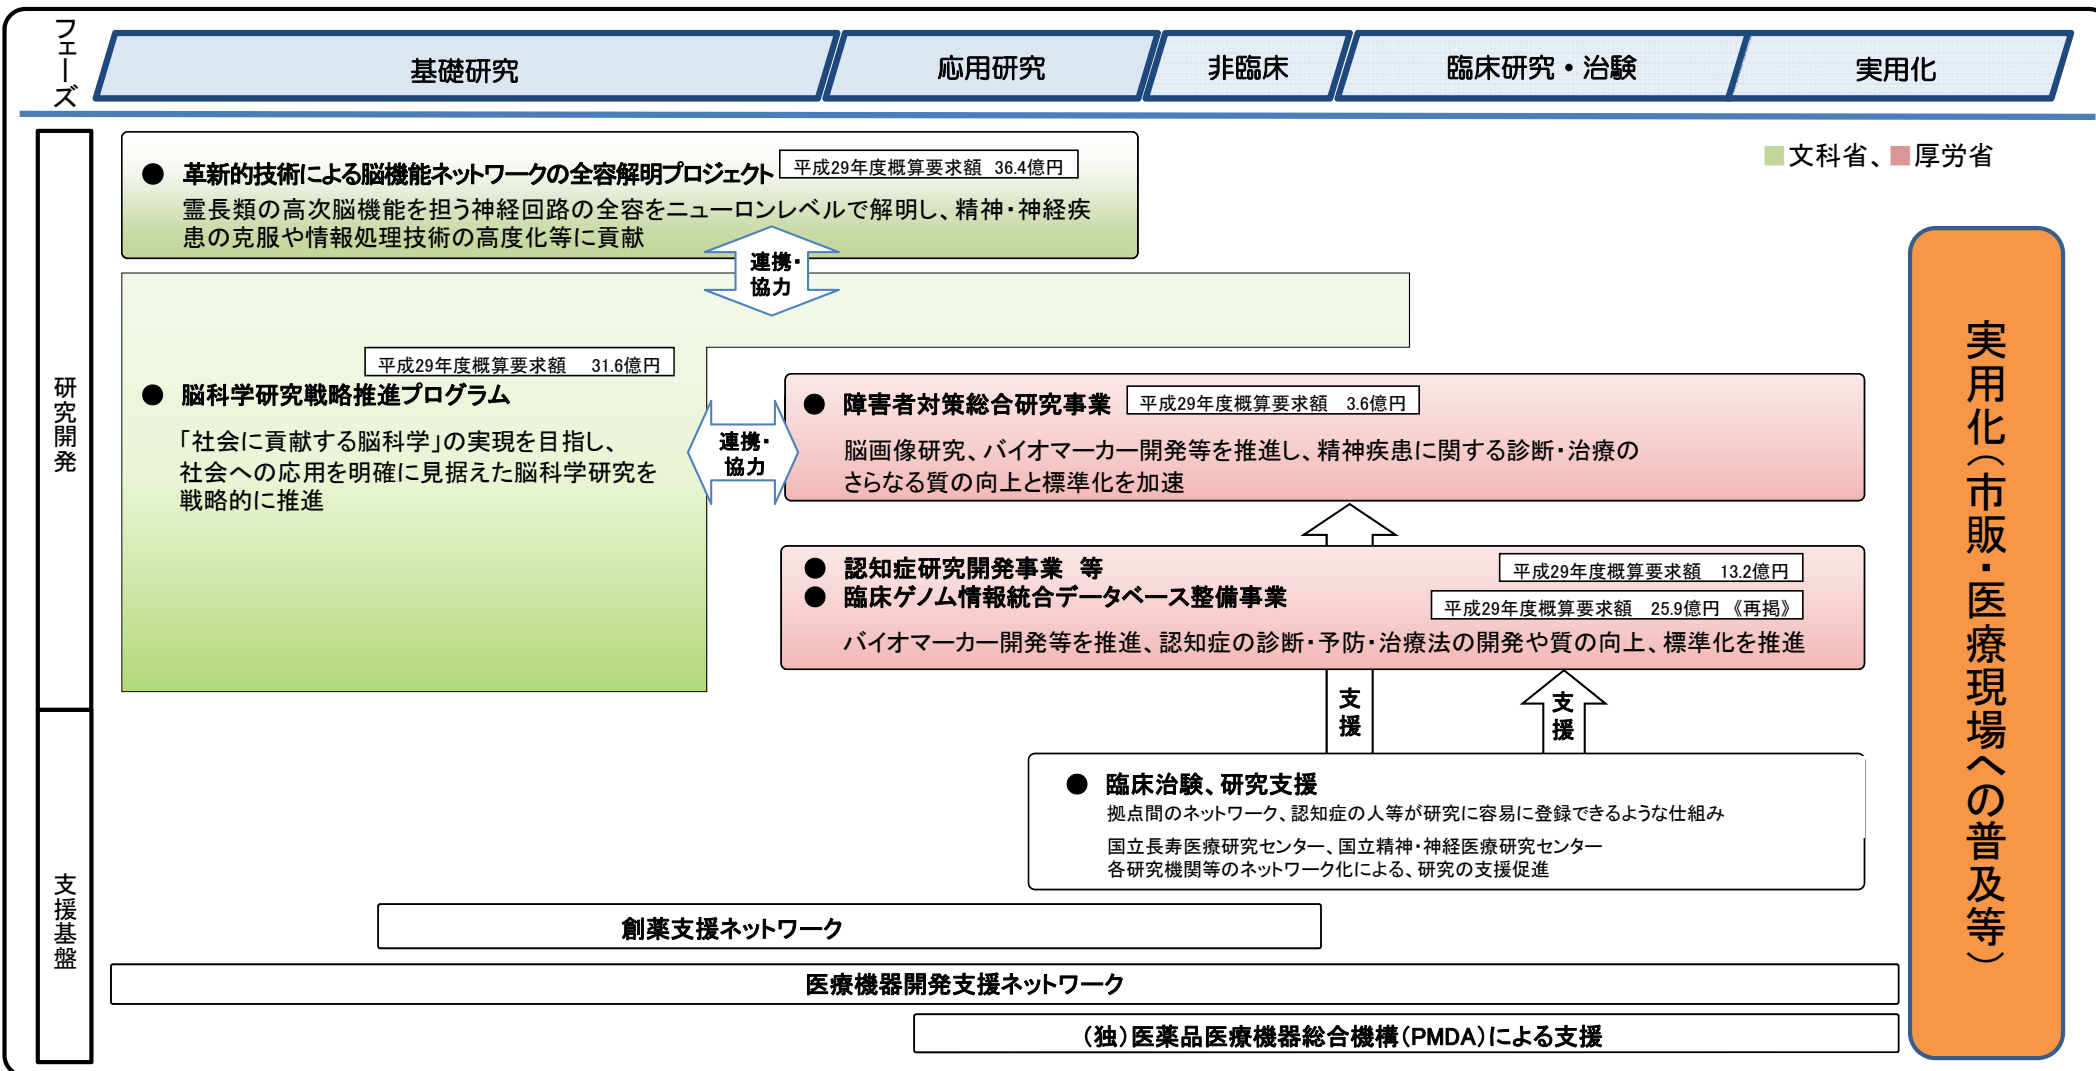 フェーズ
基礎研究
応用研究
非臨床
臨床研究・治験
実用化
■文科省、■厚労省
研究開発
● 革新的技術による脳機能ネットワークの全容解明プロジェクト
平成29年度概算要求額 36.4億円
霊長類の高次脳機能を担う神経回路の全容をニューロンレベルで解明し、精神・神経疾
患の克服や情報処理技術の高度化等に貢献
連携・
協力
平成29年度概算要求額 31.6億円
● 脳科学研究戦略推進プログラム
「社会に貢献する脳科学」の実現を目指し、
社会への応用を明確に見据えた脳科学研究を
戦略的に推進
連携・
協力
● 障害者対策総合研究事業
平成29年度概算要求額 3.6億円
脳画像研究、バイオマーカー開発等を推進し、精神疾患に関する診断・治療の
さらなる質の向上と標準化を加速
● 認知症研究開発事業 等
平成29年度概算要求額 13.2億円
● 臨床ゲノム情報統合データベース整備事業
平成29年度概算要求額 25.9億円 《再掲》
バイオマーカー開発等を推進、認知症の診断・予防・治療法の開発や質の向上、標準化を推進
支援
支援
支援基盤
● 臨床治験、研究支援
拠点間のネットワーク、認知症の人等が研究に容易に登録できるような仕組み
国立長寿医療研究センター、国立精神・神経医療研究センター
各研究機関等のネットワーク化による、研究の支援促進
創薬支援ネットワーク
医療機器開発支援ネットワーク
(独)医薬品医療機器総合機構(PMDA)による支援
実用化(市販・医療現場への普及等)